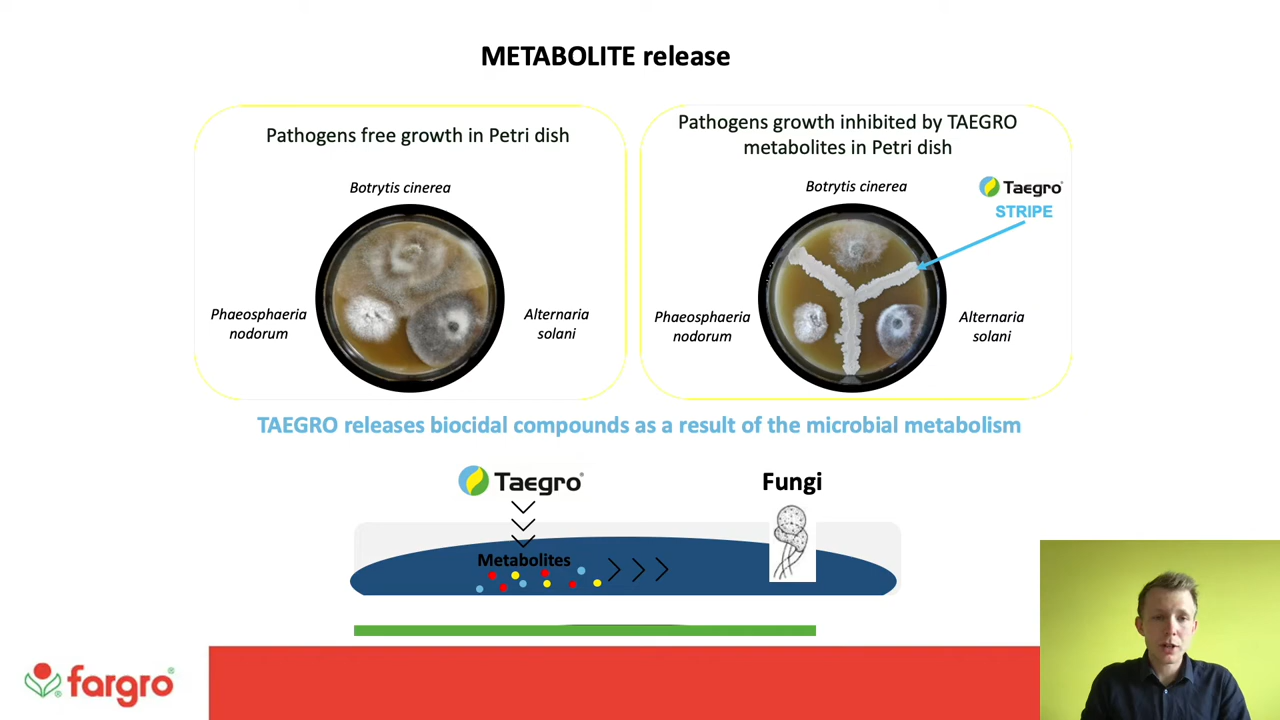 METABOLITE release
Pathogens free growth in Petri dish
Botrytis cinerea
Phaeosphaeria
nodorum
Alternaria
solani
Pathogens growth inhibited by TAEGRO
metabolites in Petri dish
Botrytis cinerea
Taegro®
STRIPE
Phaeosphaeria
nodorum
Alternaria
solani
TAEGRO releases biocidal compounds as a result of the microbial metabolism
Taegro®
Fungi
Metabolites
fargro®